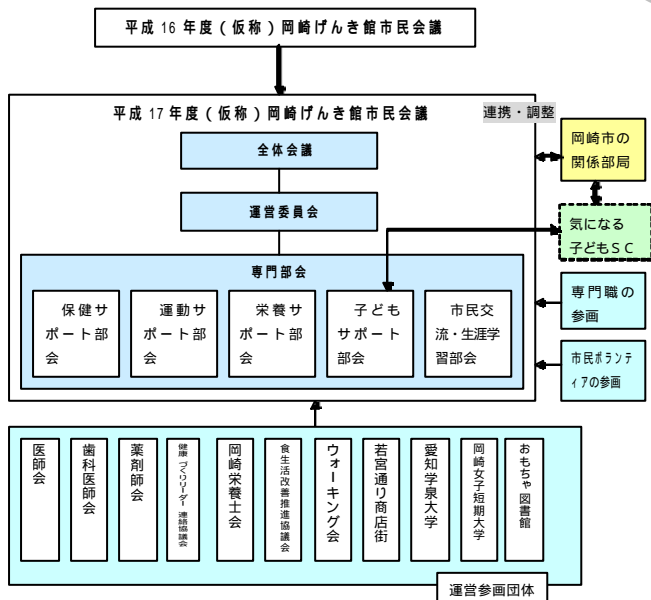 平成16年度(仮称)岡崎げんき館市民会議
平成17年度(仮称)岡崎げんき館市民会議
連携・調整
全体会議
運営委員会
専門部会
保健サ
ポート部
会
運動サ
ポート部
会
栄養サ
ポート部
会
子ども
サポート
部会
市民交
流・生涯学
習部会
岡崎市の
関係部局
気になる
子どもSC
専門職の
参画
市民ボラン
ティアの参画
医師会
歯科医師会
薬剤師会
健康づくりリーダー連絡協議会
岡崎栄養士会
食生活改善推進協議会
ウォーキング会
若宮通り商店街
愛知学泉大学
岡崎女子短期大学
おもちゃ図書館
運営参画団体